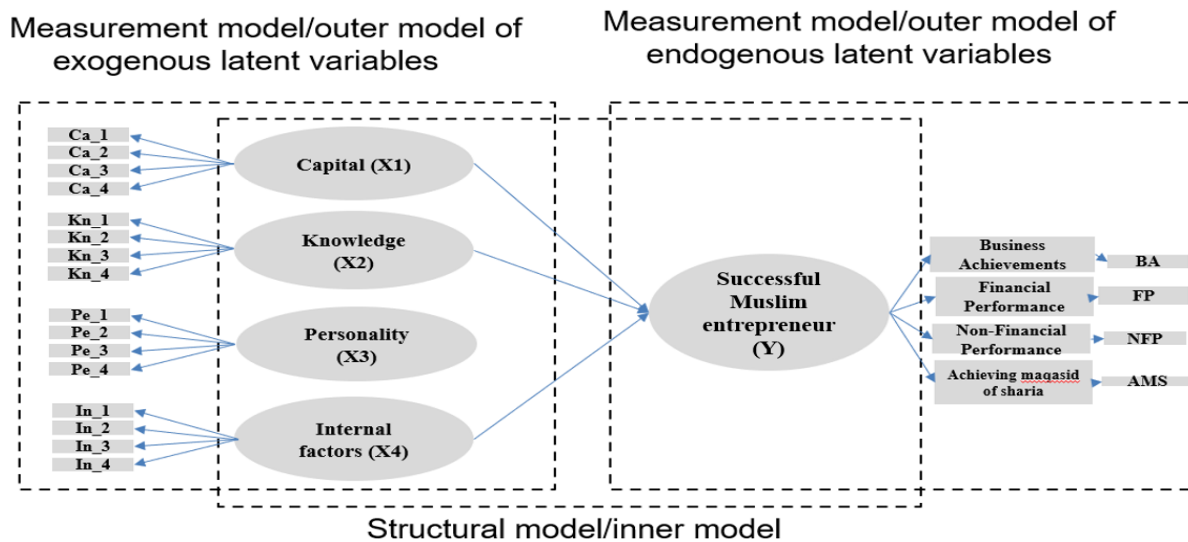 Measurement model/outer model of
exogenous latent variables
Measurement model/outer model of
endogenous latent variables
Ca_1
Ca_2
Ca_3
Ca_4
Capital (X1)
Kn_1
Kn_2
Kn_3
Kn_4
Knowledge
(X2)
Pe_1
Pe_2
Pe_3
Pe_4
Personality
(X3)
In_1
In_2
In_3
In_4
Internal
factors (X4)
Successful
Muslim
entrepreneur
(Y)
Business
Achievements
BA
Financial
Performance
FP
Non-Financial
Performance
NFP
Achieving maqasid
of sharia
AMS
Structural model/inner model